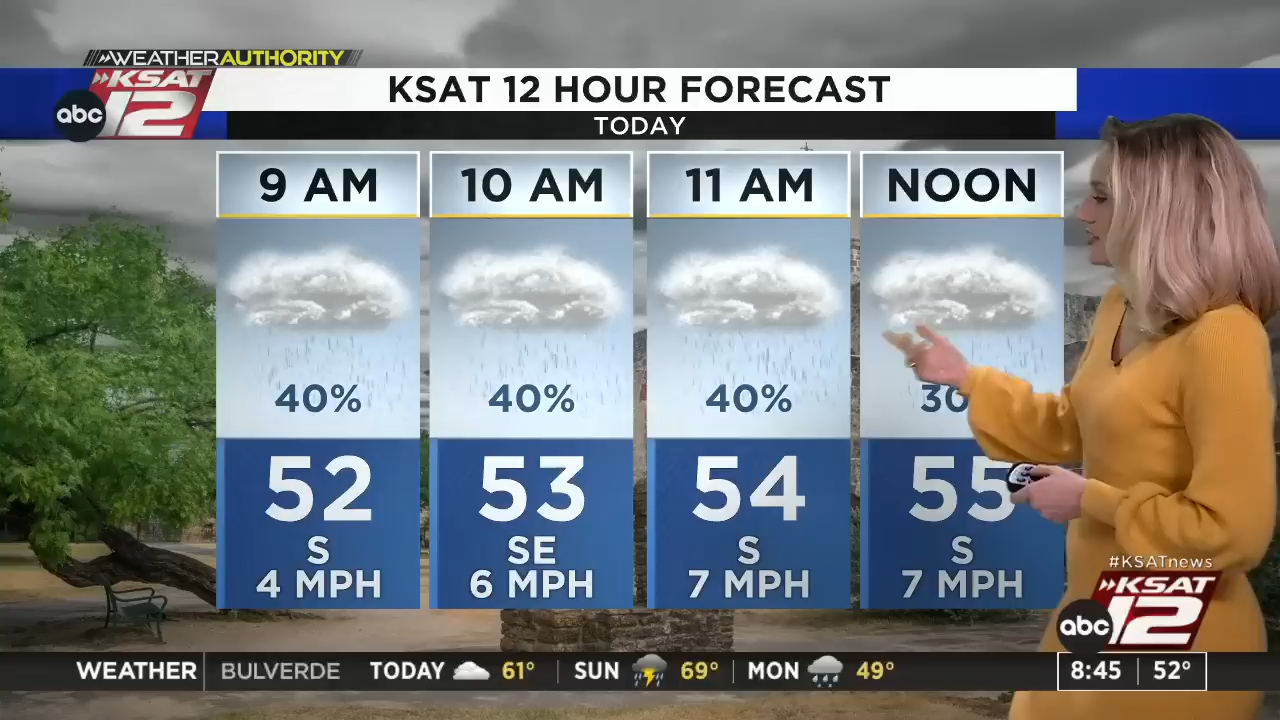 WEATHER AUTHORITY
KSAT
abc 12
KSAT 12 HOUR FORECAST
TODAY
9 AM 10 AM 11 AM NOON
40% 40% 40% 30
52 53 54 55
S SE S S
4 MPH 6 MPH 7 MPH 7 MPH
#KSATnews
KSAT
abc 12
WEATHER BULVERDE TODAY 61° SUN 69° MON 49° 8:45 52°